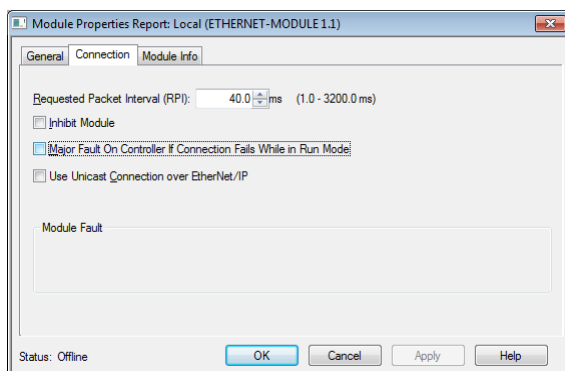 Module Properties Report: Local (ETHERNET-MODULE 1.1)
General Connection Module Info
Requested Packet Interval (RPI): 40.0 ms (1.0 - 3200.0 ms)
Inhibit Module
Major Fault On Controller If Connection Fails While in Run Mode
Use Unicast Connection over EtherNet/IP
Module Fault
Status: Offline OK Cancel Apply Help